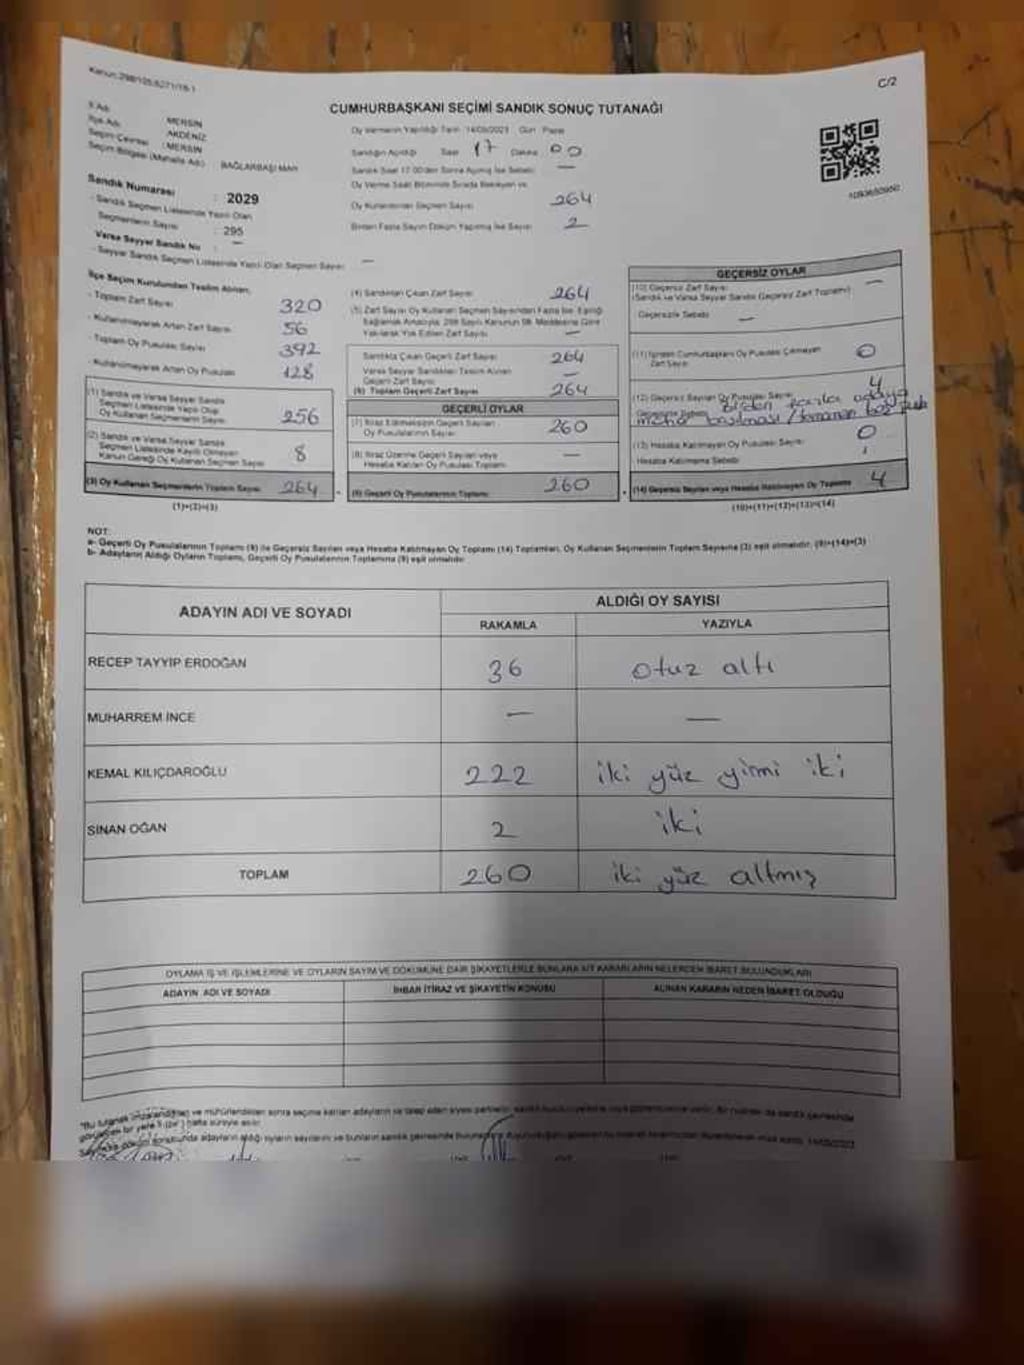 Kanun:298/105,6271/18-1
C/2
CUMHURBAŞKANI SEÇİMİ SANDIK SONUÇ TUTANAĞI
İl Adı : MERSİN
İlçe Adı : AKDENİZ
Seçim Çevresi : MERSİN
Seçim Bölgesi (Mahalle Adı) : BAĞLARBAŞI MAH.
Oy Vermenin Yapıldığı Tarih: 14/05/2023 Gün: Pazar
Sandığın Açıldığı Saat 17 Dakika 00
Sandık Saat 17:00'den Sonra Açılmış İse Sebebi: —
Oy Verme Saati Bitiminde Sırada Bekleyen ve
Oy Kullandırılan Seçmen Sayısı 264
Birden Fazla Sayım Döküm Yapılmış İse Sayısı 2
Sandık Numarası : 2029
- Sandık Seçmen Listesinde Yazılı Olan
Seçmenlerin Sayısı : 295
Varsa Seyyar Sandık No : —
- Seyyar Sandık Seçmen Listesinde Yazılı Olan Seçmen Sayısı —
İlçe Seçim Kurulundan Teslim Alınan;
- Toplam Zarf Sayısı 320
- Kullanılmayarak Artan Zarf Sayısı 56
- Toplam Oy Pusulası Sayısı 392
- Kullanılmayarak Artan Oy Pusulası 128
(1) Sandık ve Varsa Seyyar Sandık
Seçmen Listesinde Yazılı Olup
Oy Kullanan Seçmenlerin Sayısı 256
(2) Sandık ve Varsa Seyyar Sandık
Seçmen Listesinde Kayıtlı Olmayan
Kanun Gereği Oy Kullanan Seçmen Sayısı 8
(3) Oy Kullanan Seçmenlerin Toplam Sayısı 264
(1)+(2)=(3)
(4) Sandıktan Çıkan Zarf Sayısı 264
(5) Zarf Sayısı Oy Kullanan Seçmen Sayısından Fazla İse, Eşitliği
Sağlamak Amacıyla, 298 Sayılı Kanunun 98. Maddesine Göre
Yakılarak Yok Edilen Zarf Sayısı —
Sandıkta Çıkan Geçerli Zarf Sayısı 264
Varsa Seyyar Sandıktan Teslim Alınan
Geçerli Zarf Sayısı —
(6) Toplam Geçerli Zarf Sayısı 264
GEÇERLİ OYLAR
(7) İtiraz Edilmeksizin Geçerli Sayılan
Oy Pusulalarının Sayısı 260
(8) İtiraz Üzerine Geçerli Sayılan veya
Hesaba Katılan Oy Pusulası Toplamı —
(9) Geçerli Oy Pusulalarının Toplamı 260
GEÇERSİZ OYLAR
(10) Geçersiz Zarf Sayısı —
(Sandık ve Varsa Seyyar Sandık Geçersiz Zarf Toplamı)
Geçersizlik Sebebi: —
(11) İçinden Cumhurbaşkanı Oy Pusulası Çıkmayan
Zarf Sayısı 0
(12) Geçersiz Sayılan Oy Pusulası Sayısı 4
Geçersizlik Sebebi: Birden fazla adaya
mühür basılması / tamamen boş
(13) Hesaba Katılmayan Oy Pusulası Sayısı 0
Hesaba Katılmama Sebebi:
(14) Geçersiz Sayılan veya Hesaba Katılmayan Oy Toplamı 4
(10)+(11)+(12)+(13)=(14)
NOT:
a- Geçerli Oy Pusulalarının Toplamı (9) ile Geçersiz Sayılan veya Hesaba Katılmayan Oy Toplamı (14) Toplamları, Oy Kullanan Seçmenlerin Toplam Sayısına (3) eşit olmalıdır. (9)+(14)=(3)
b- Adayların Aldığı Oyların Toplamı, Geçerli Oy Pusulalarının Toplamına (9) eşit olmalıdır.
ADAYIN ADI VE SOYADI
ALDIĞI OY SAYISI
RAKAMLA YAZIYLA
RECEP TAYYİP ERDOĞAN 36 otuz altı
MUHARREM İNCE — —
KEMAL KILIÇDAROĞLU 222 iki yüz yirmi iki
SİNAN OĞAN 2 iki
TOPLAM 260 iki yüz altmış
OYLAMA İŞ VE İŞLEMLERİNE VE OYLARIN SAYIM VE DÖKÜMÜNE DAİR ŞİKAYETLERLE BUNLARA AİT KARARLARIN NELERDEN İBARET BULUNDUKLARI
ADAYIN ADI VE SOYADI
İHBAR İTİRAZ VE ŞİKAYETİN KONUSU
ALINAN KARARIN NEDEN İBARET OLDUĞU